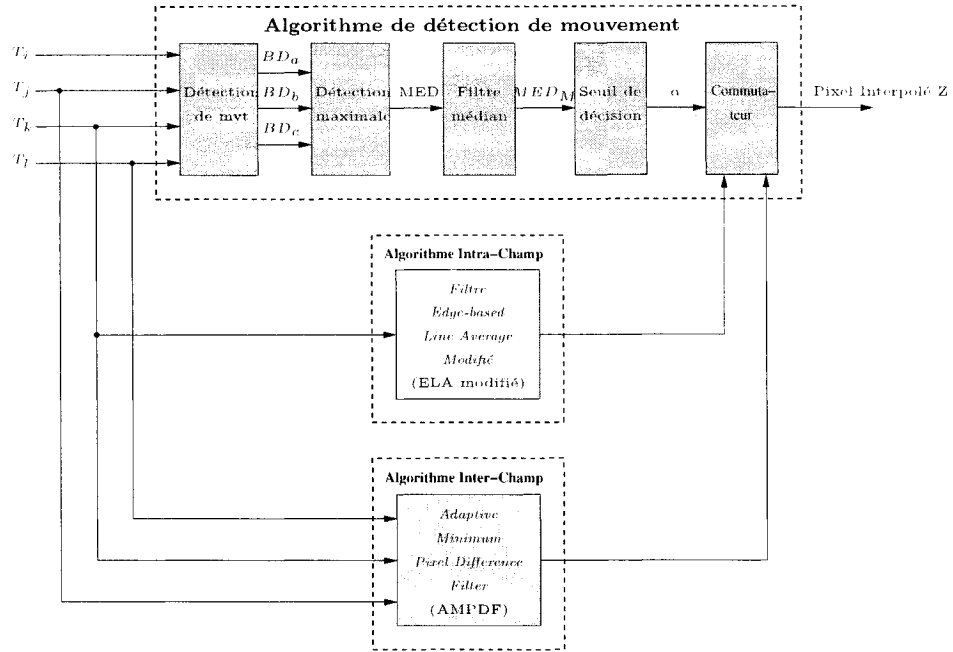 Algorithme de détection de mouvement
T_i
T_j
T_k
T_l
Détection
de mvt
BD_a
BD_b
BD_c
Détection
maximale
MED
Filtre
médian
MED_M
Seuil de
décision
α
Commuta-
teur
Pixel Interpolé Z
Algorithme Intra-Champ
Filtre
Edge-based
Line Average
Modifié
(ELA modifié)
Algorithme Inter-Champ
Adaptive
Minimum
Pixel Difference
Filter
(AMPDF)